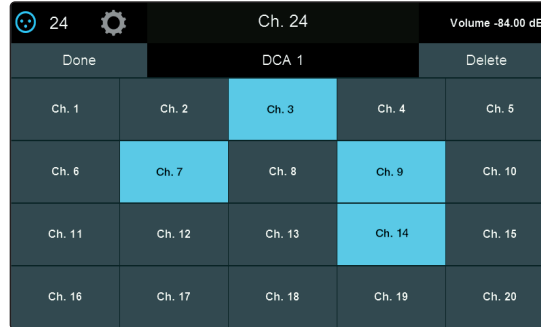 24 Ch. 24 Volume -84.00 dB
Done DCA 1 Delete
Ch. 1 Ch. 2 Ch. 3 Ch. 4 Ch. 5
Ch. 6 Ch. 7 Ch. 8 Ch. 9 Ch. 10
Ch. 11 Ch. 12 Ch. 13 Ch. 14 Ch. 15
Ch. 16 Ch. 17 Ch. 18 Ch. 19 Ch. 20